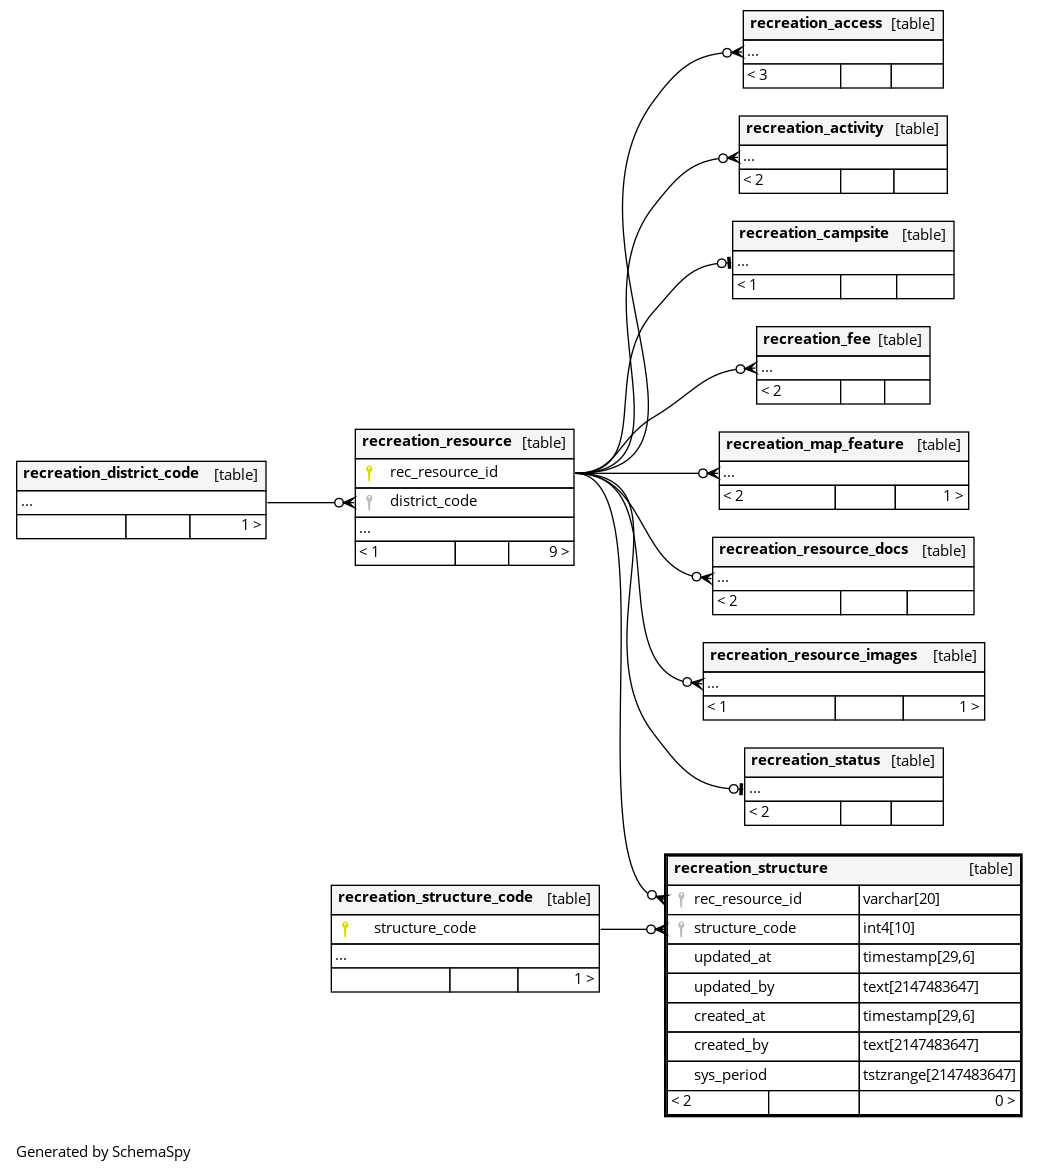 recreation_access [table]
...
< 3
recreation_activity [table]
...
< 2
recreation_campsite [table]
...
< 1
recreation_fee [table]
...
< 2
recreation_map_feature [table]
...
< 2 1 >
recreation_resource [table]
rec_resource_id
district_code
...
< 1 9 >
recreation_district_code [table]
...
1 >
recreation_resource_docs [table]
...
< 2
recreation_resource_images [table]
...
< 1 1 >
recreation_status [table]
...
< 2
recreation_structure [table]
rec_resource_id varchar[20]
structure_code int4[10]
updated_at timestamp[29,6]
updated_by text[2147483647]
created_at timestamp[29,6]
created_by text[2147483647]
sys_period tstzrange[2147483647]
< 2 0 >
recreation_structure_code [table]
structure_code
...
1 >
Generated by SchemaSpy